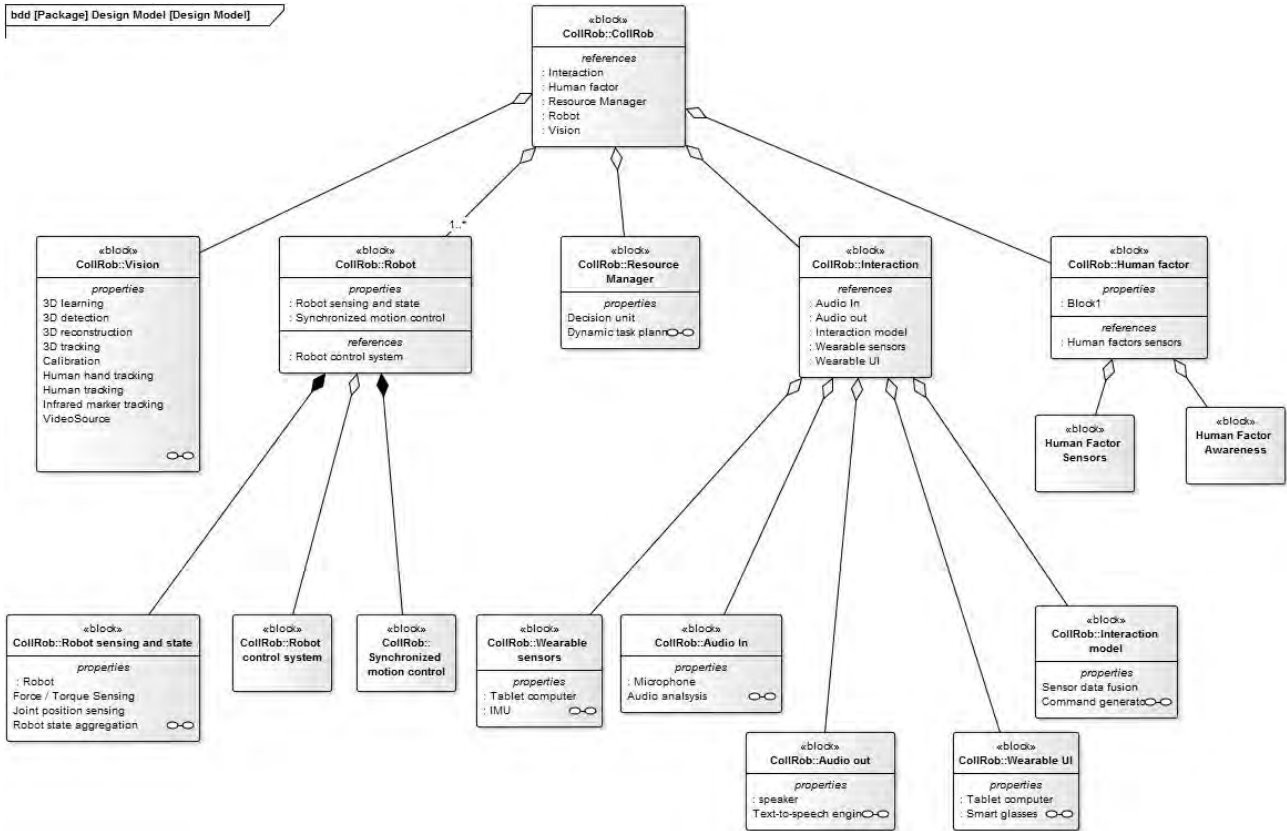 bdd [Package] Design Model [Design Model]
«block»
CollRob::CollRob
references
: Interaction
: Human factor
: Resource Manager
: Robot
: Vision
1..*
«block»
CollRob::Vision
properties
3D learning
3D detection
3D reconstruction
3D tracking
Calibration
Human hand tracking
Human tracking
Infrared marker tracking
VideoSource
«block»
CollRob::Robot
properties
: Robot sensing and state
: Synchronized motion control
references
: Robot control system
«block»
CollRob::Resource
Manager
properties
Decision unit
Dynamic task plann
«block»
CollRob::Interaction
references
: Audio In
: Audio out
: Interaction model
: Wearable sensors
: Wearable UI
«block»
CollRob::Human factor
properties
: Block1
references
: Human factors sensors
«block»
Human Factor
Sensors
«block»
Human Factor
Awareness
«block»
CollRob::Robot sensing and state
properties
: Robot
Force / Torque Sensing
Joint position sensing
Robot state aggregation
«block»
CollRob::Robot
control system
«block»
CollRob::
Synchronized
motion control
«block»
CollRob::Wearable
sensors
properties
: Tablet computer
: IMU
«block»
CollRob::Audio In
properties
: Microphone
Audio analsysis
«block»
CollRob::Interaction
model
properties
Sensor data fusion
Command generato
«block»
CollRob::Audio out
properties
: speaker
Text-to-speech engin
«block»
CollRob::Wearable UI
properties
: Tablet computer
: Smart glasses